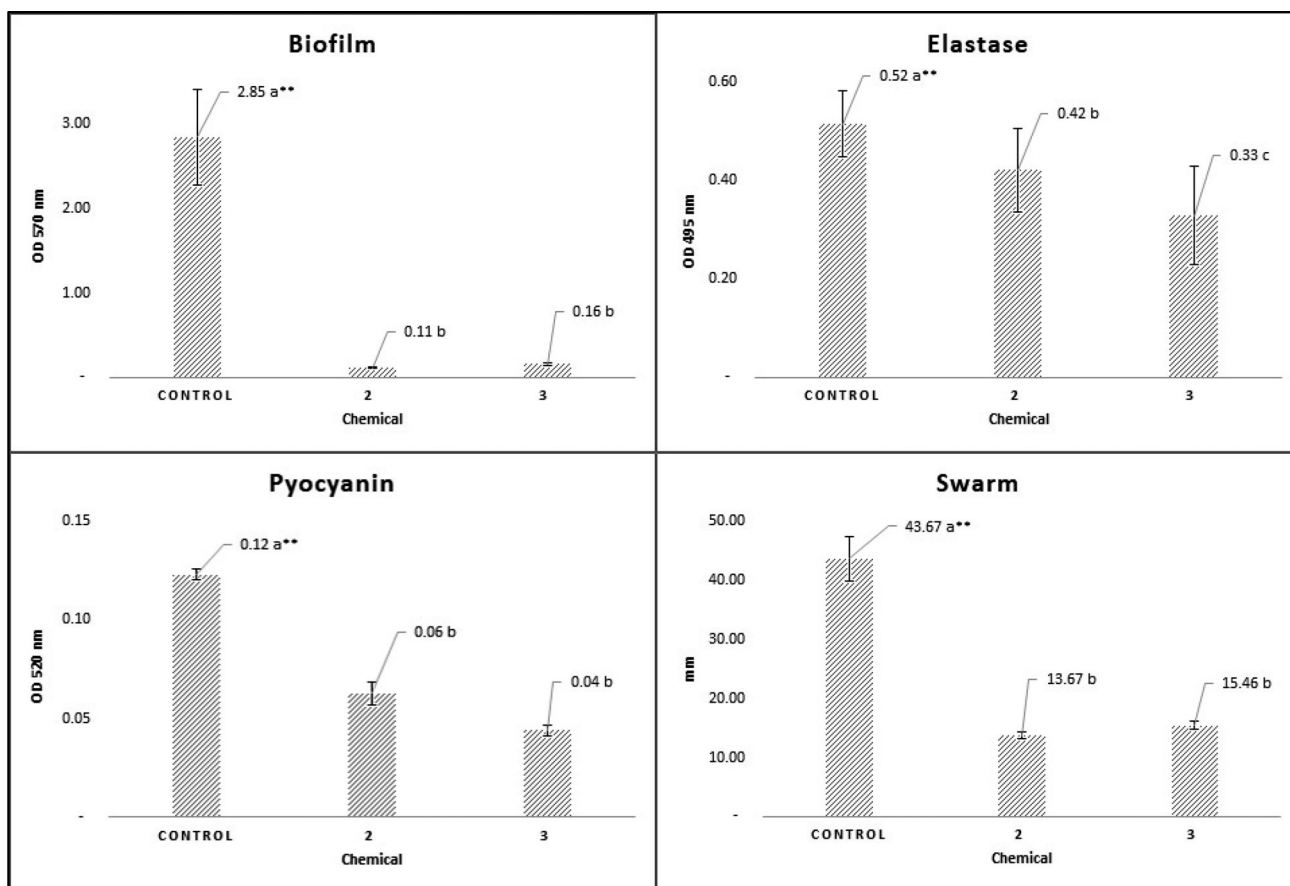 Biofilm
OD 570 nm
3.00
2.00
1.00
-
2.85 a**
0.11 b
0.16 b
CONTROL 2 3
Chemical
Elastase
OD 495 nm
0.60
0.40
0.20
-
0.52 a**
0.42 b
0.33 c
CONTROL 2 3
Chemical
Pyocyanin
OD 520 nm
0.15
0.10
0.05
-
0.12 a**
0.06 b
0.04 b
CONTROL 2 3
Chemical
Swarm
mm
50.00
40.00
30.00
20.00
10.00
-
43.67 a**
13.67 b
15.46 b
CONTROL 2 3
Chemical